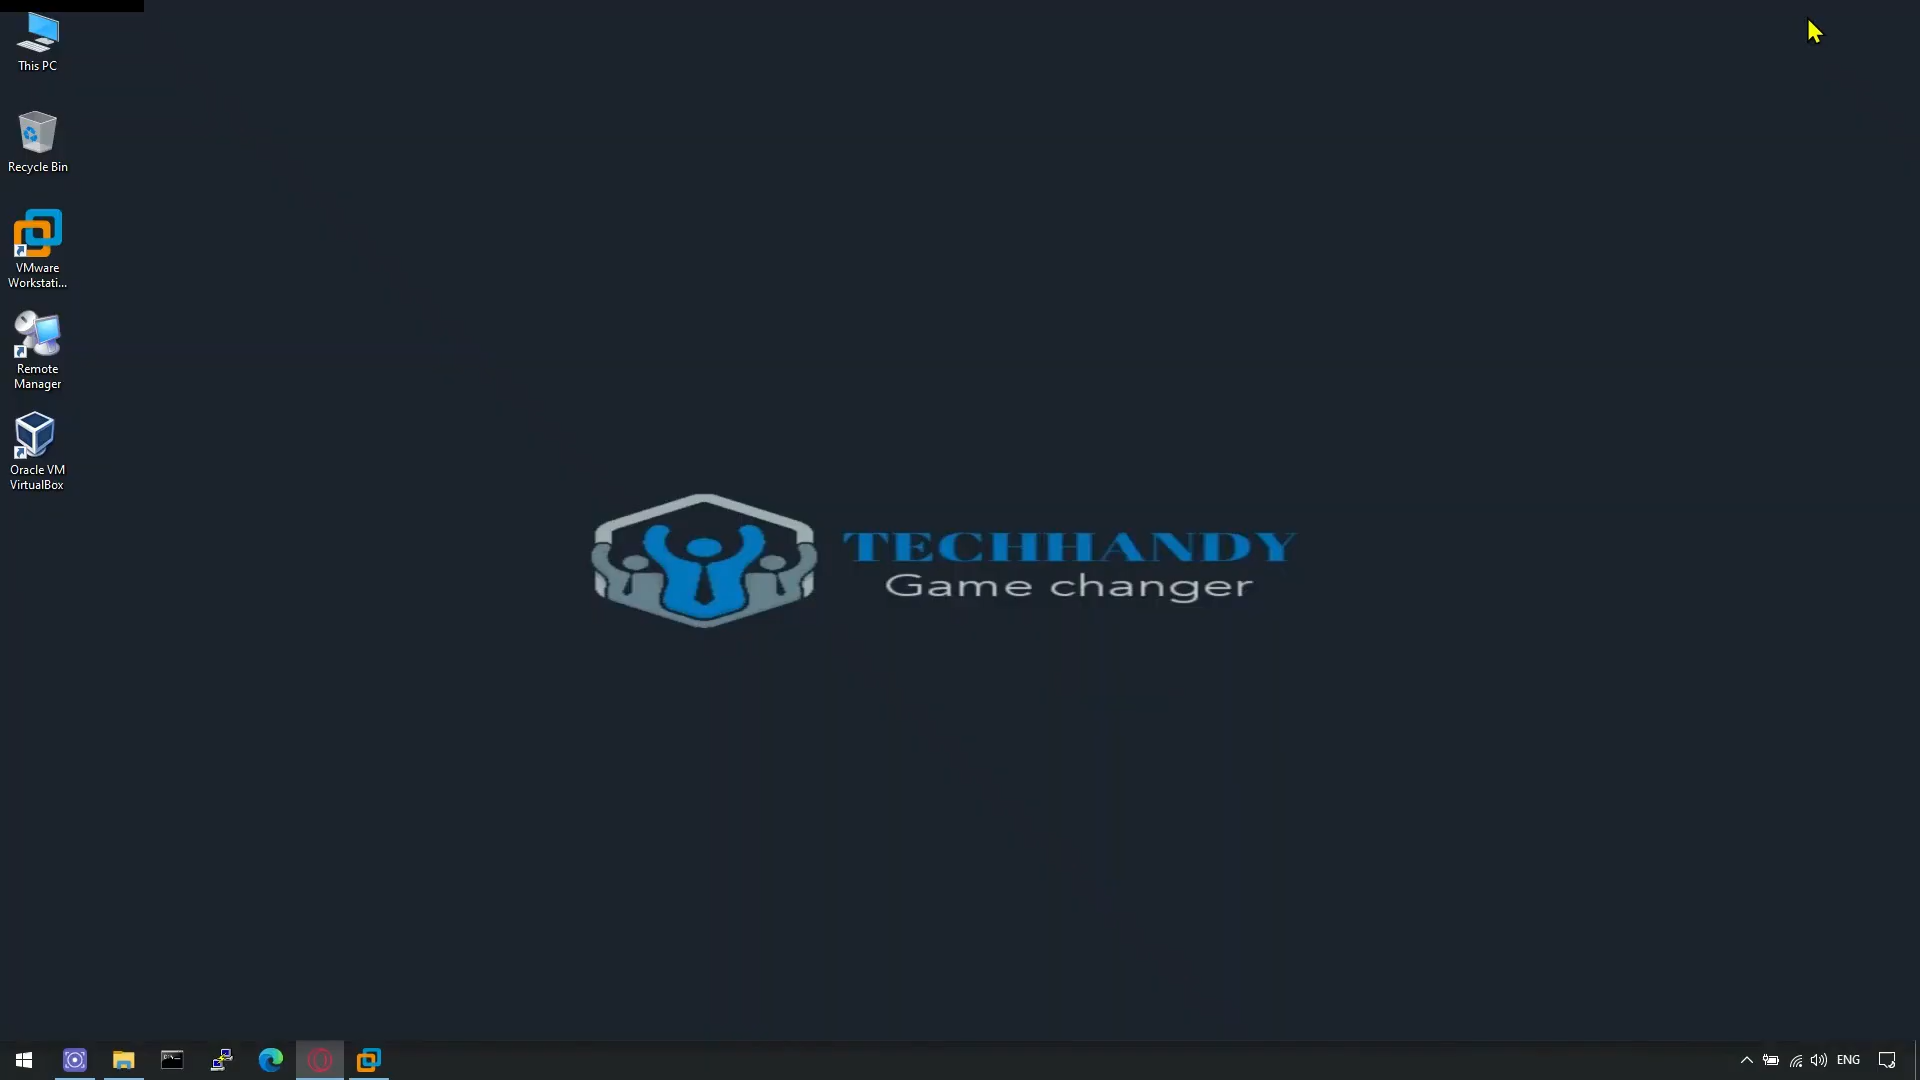 This PC
Recycle Bin
VMware
Workstati...
Remote
Manager
Oracle VM
VirtualBox
TECHHANDY
Game changer
ENG